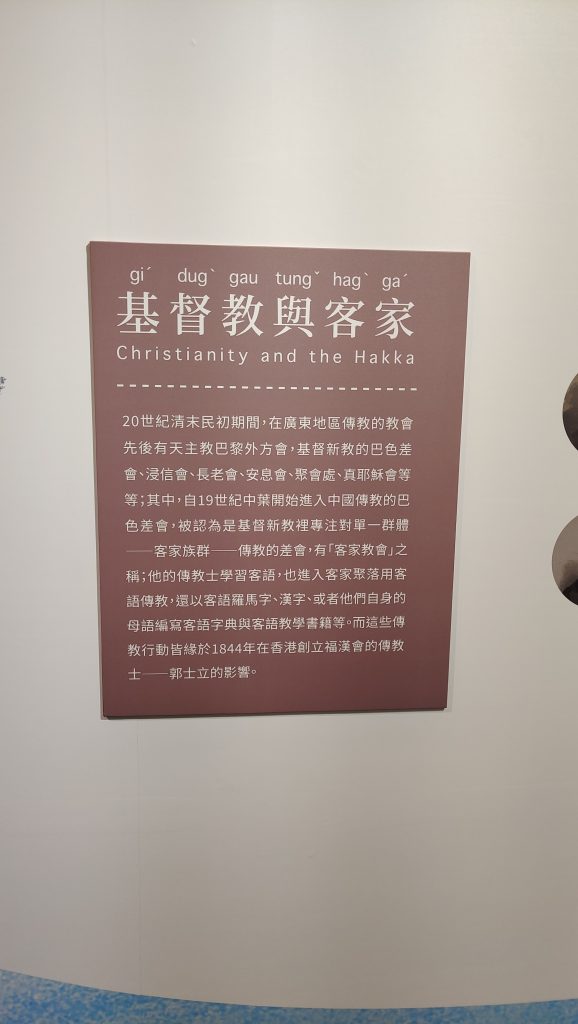 giˊ dugˋ gau tungˇ hagˋ gaˊ
基督教與客家
Christianity and the Hakka
20世紀清末民初期間，在廣東地區傳教的教會
先後有天主教巴黎外方會，基督新教的巴色差
會、浸信會、長老會、安息會、聚會處、真耶穌會等
等；其中，自19世紀中葉開始進入中國傳教的巴
色差會，被認為是基督新教裡專注對單一群體
——客家族群——傳教的差會，有「客家教會」之
稱；他的傳教士學習客語，也進入客家聚落用客
語傳教，還以客語羅馬字、漢字、或者他們自身的
母語編寫客語字典與客語教學書籍等。而這些傳
教行動皆緣於1844年在香港創立福漢會的傳教
士——郭士立的影響。